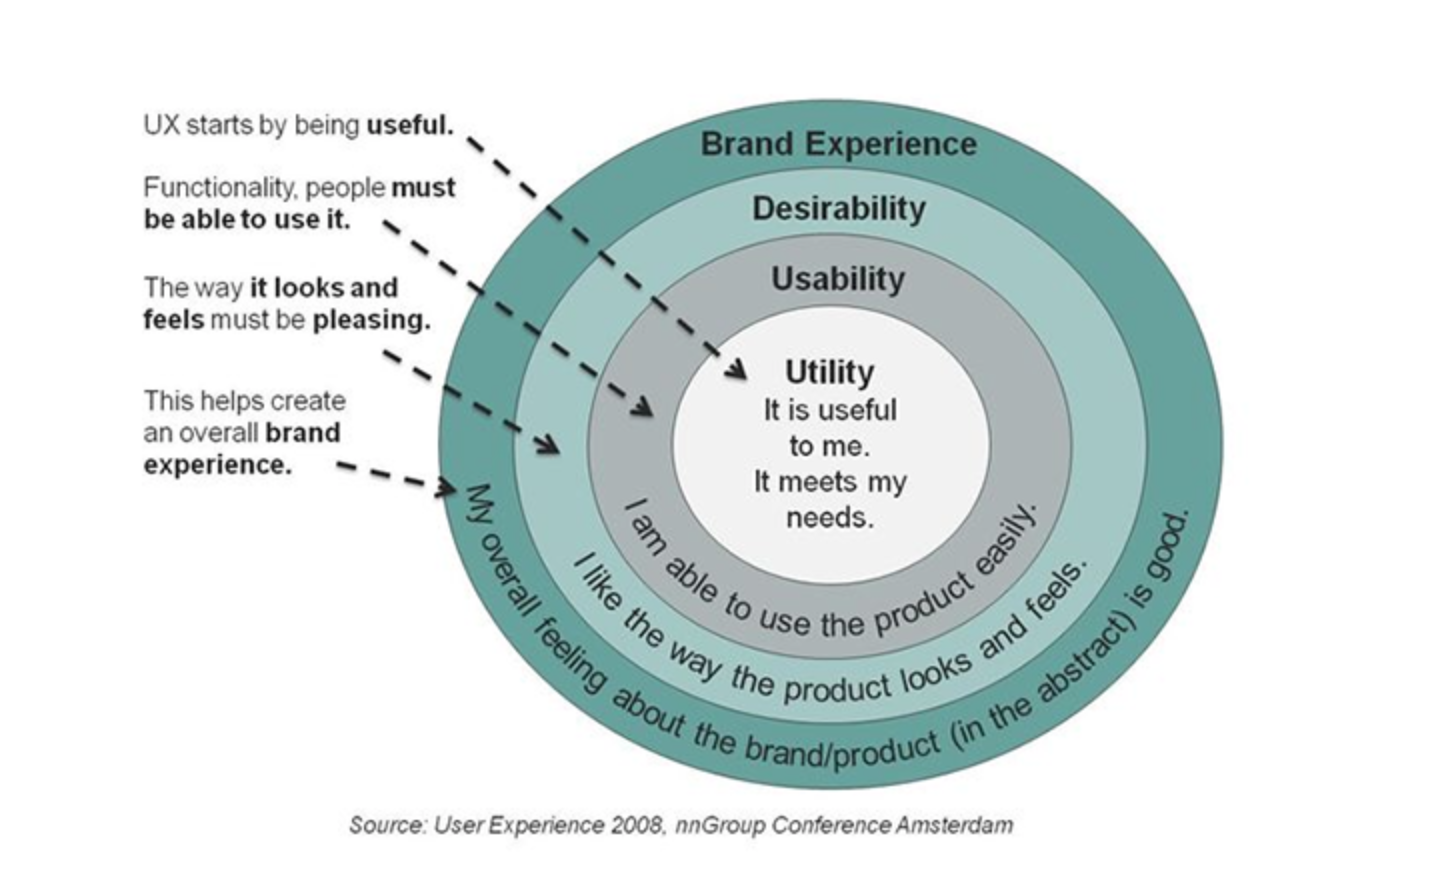 UX starts by being useful.
Functionality, people must
be able to use it.
The way it looks and
feels must be pleasing.
This helps create
an overall brand
experience.
Brand Experience
Desirability
Usability
Utility
It is useful
to me.
It meets my
needs.
I am able to use the product easily.
I like the way the product looks and feels.
My overall feeling about the brand/product (in the abstract) is good.
Source: User Experience 2008, nnGroup Conference Amsterdam